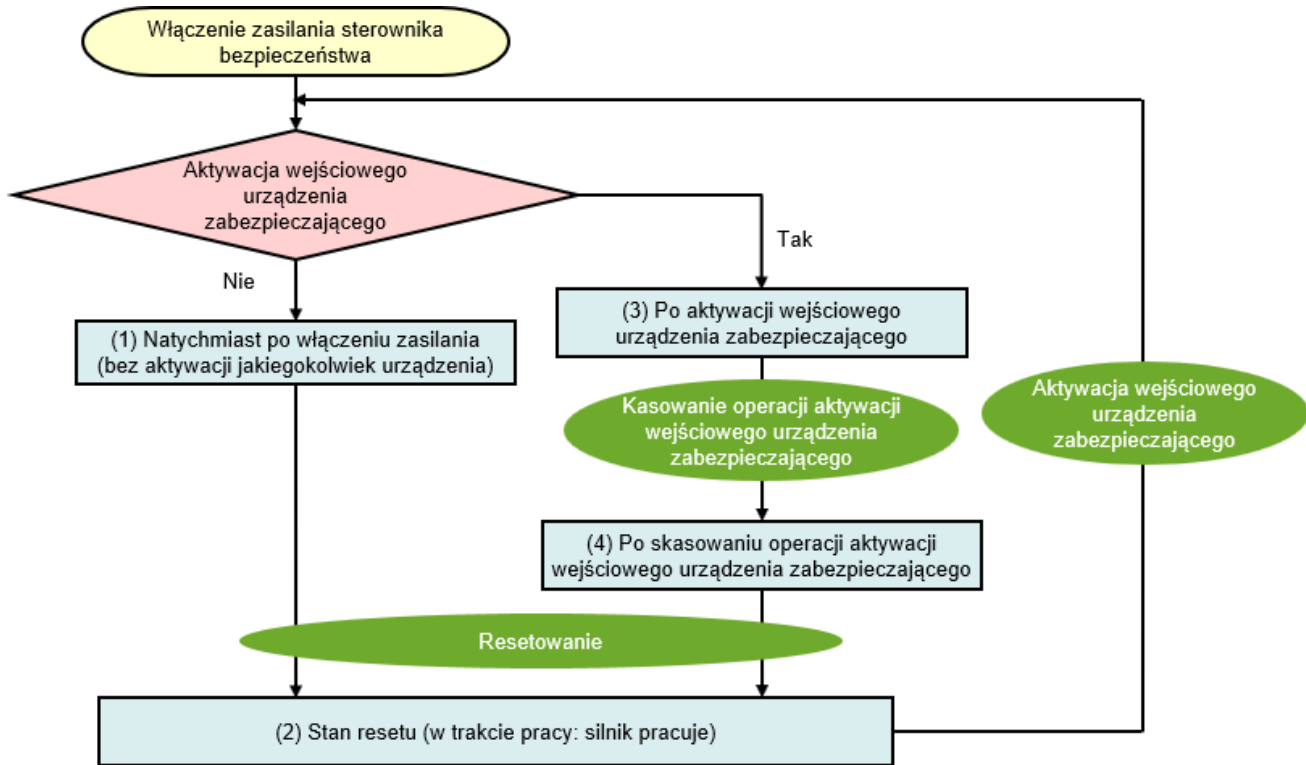 Włączenie zasilania sterownika
bezpieczeństwa
Aktywacja wejściowego
urządzenia
zabezpieczającego
Tak
Nie
(3) Po aktywacji wejściowego
urządzenia zabezpieczającego
(1) Natychmiast po włączeniu zasilania
(bez aktywacji jakiegokolwiek urządzenia)
Kasowanie operacji aktywacji
wejściowego urządzenia
zabezpieczającego
Aktywacja wejściowego
urządzenia
zabezpieczającego
(4) Po skasowaniu operacji aktywacji
wejściowego urządzenia zabezpieczającego
Resetowanie
(2) Stan resetu (w trakcie pracy: silnik pracuje)